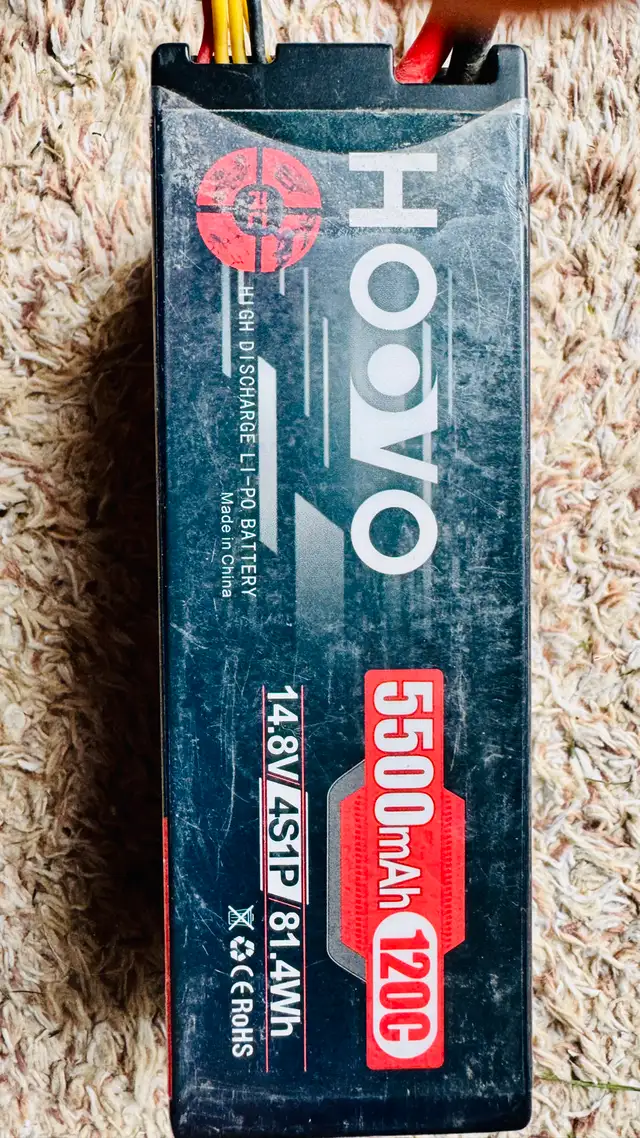 HOOVO
HIGH DISCHARGE LI-PO BATTERY
Made in China
5500mAh 120C
14.8V/4S1P/81.4Wh
CE RoHS